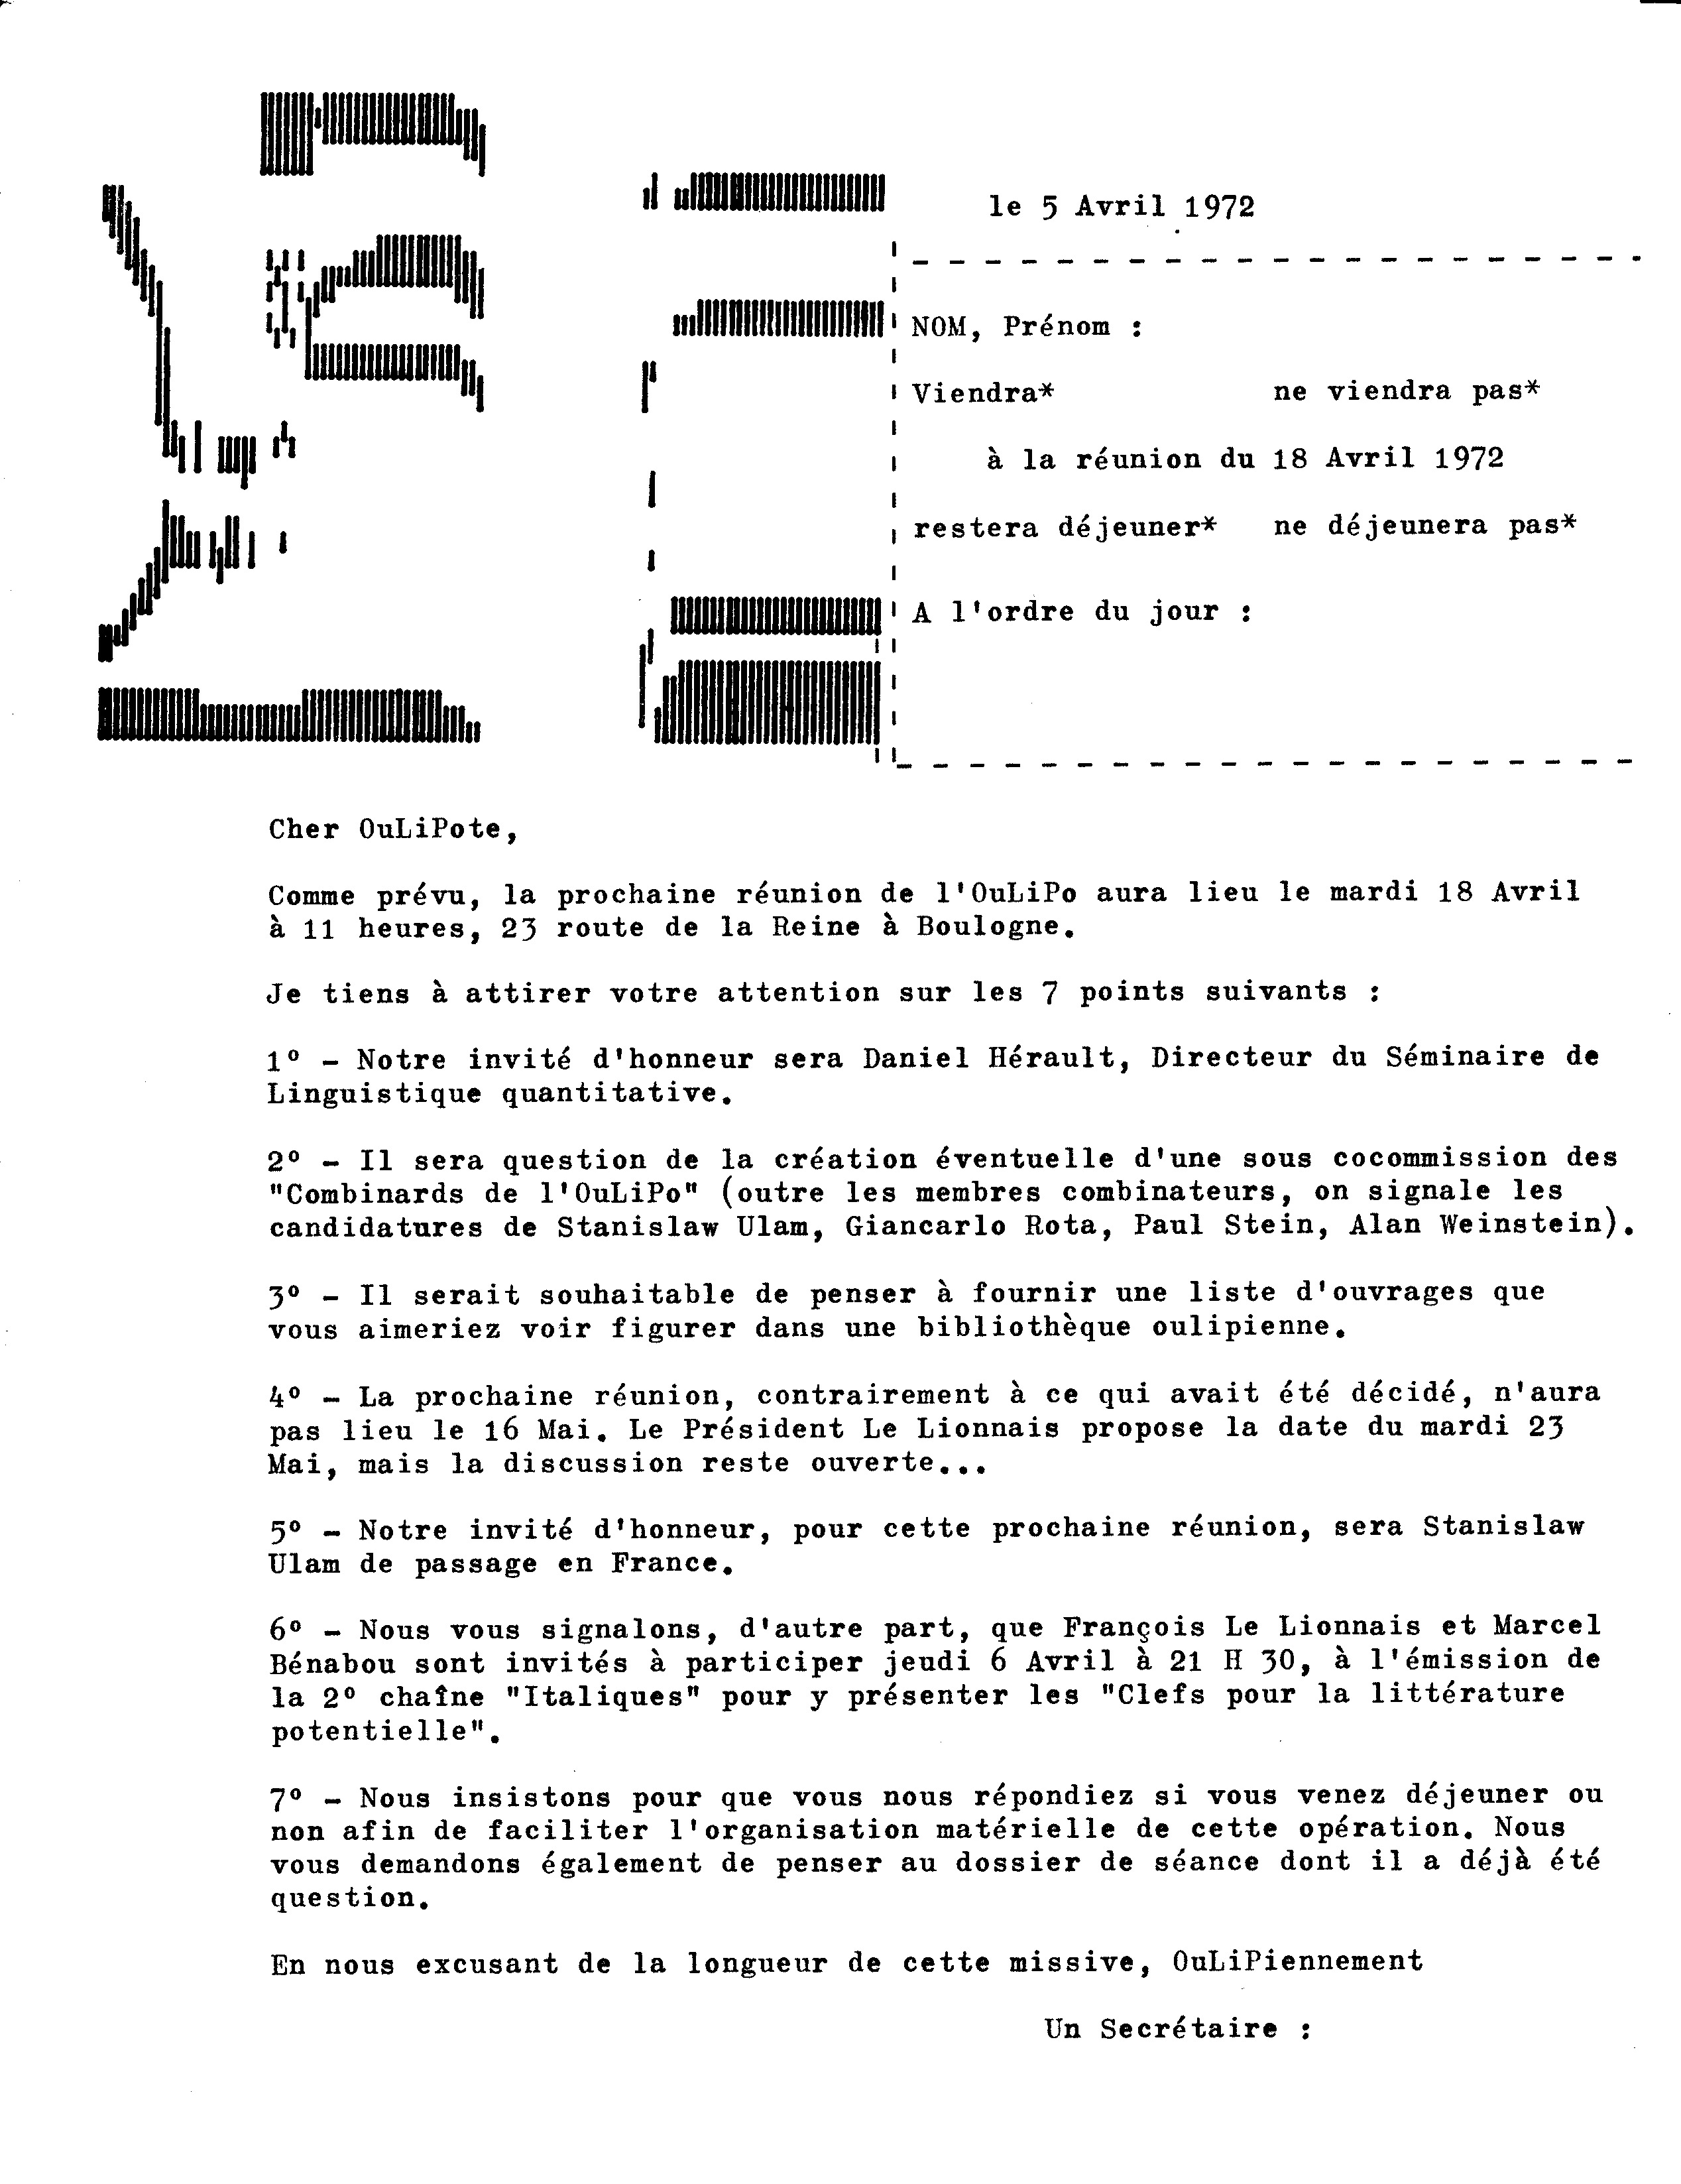 le 5 Avril 1972
NOM, Prénom :
Viendra* ne viendra pas*
à la réunion du 18 Avril 1972
restera déjeuner* ne déjeunera pas*
A l'ordre du jour :
Cher OuLiPote,
Comme prévu, la prochaine réunion de l'OuLiPo aura lieu le mardi 18 Avril
à 11 heures, 23 route de la Reine à Boulogne.
Je tiens à attirer votre attention sur les 7 points suivants :
1º - Notre invité d'honneur sera Daniel Hérault, Directeur du Séminaire de
Linguistique quantitative.
2º - Il sera question de la création éventuelle d'une sous cocommission des
"Combinards de l'OuLiPo" (outre les membres combinateurs, on signale les
candidatures de Stanislaw Ulam, Giancarlo Rota, Paul Stein, Alan Weinstein).
3º - Il serait souhaitable de penser à fournir une liste d'ouvrages que
vous aimeriez voir figurer dans une bibliothèque oulipienne.
4º - La prochaine réunion, contrairement à ce qui avait été décidé, n'aura
pas lieu le 16 Mai. Le Président Le Lionnais propose la date du mardi 23
Mai, mais la discussion reste ouverte...
5º - Notre invité d'honneur, pour cette prochaine réunion, sera Stanislaw
Ulam de passage en France.
6º - Nous vous signalons, d'autre part, que François Le Lionnais et Marcel
Bénabou sont invités à participer jeudi 6 Avril à 21 H 30, à l'émission de
la 2º chaîne "Italiques" pour y présenter les "Clefs pour la littérature
potentielle".
7º - Nous insistons pour que vous nous répondiez si vous venez déjeuner ou
non afin de faciliter l'organisation matérielle de cette opération. Nous
vous demandons également de penser au dossier de séance dont il a déjà été
question.
En nous excusant de la longueur de cette missive, OuLiPiennement
Un Secrétaire :